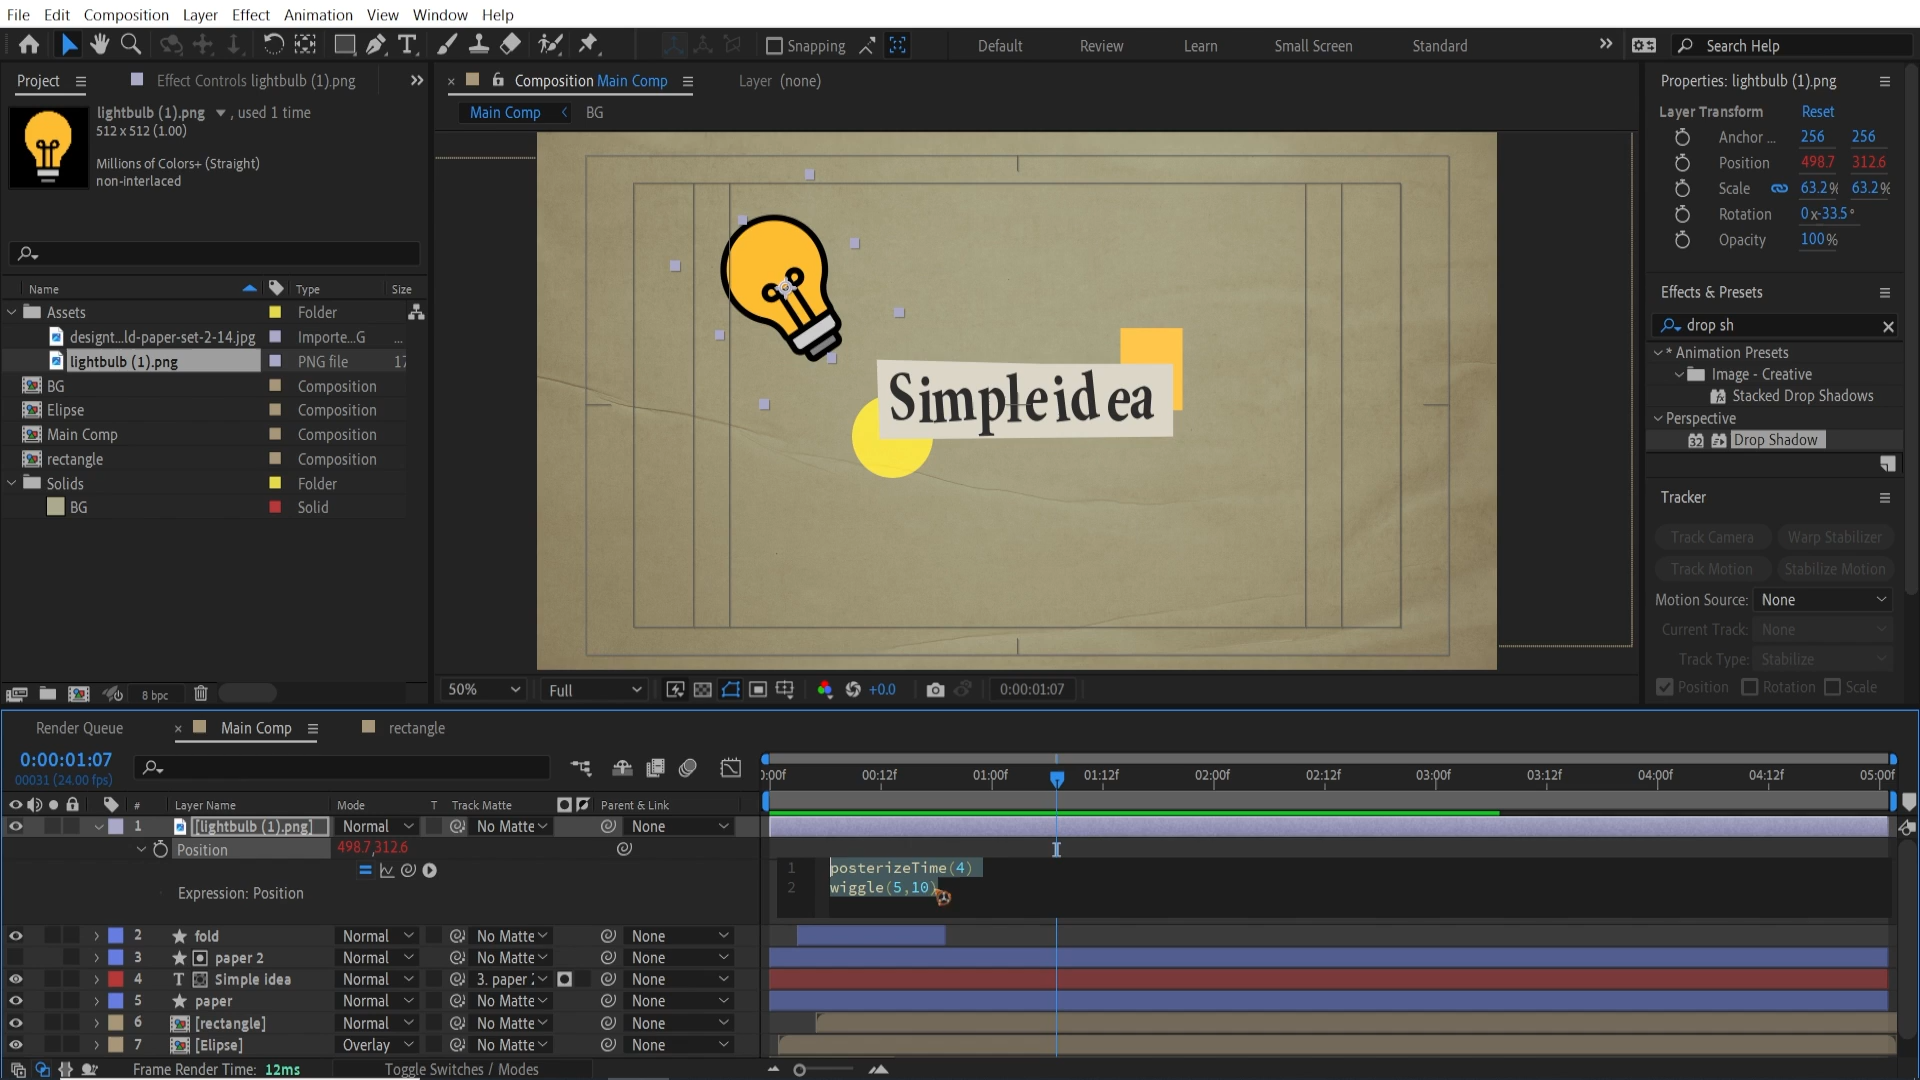 File Edit Composition Layer Effect Animation View Window Help
Snapping
Default Review Learn Small Screen Standard
Search Help
Project
Effect Controls lightbulb (1).png
lightbulb (1).png , used 1 time
512 x 512 (1.00)
Millions of Colors+ (Straight)
non-interlaced
Name Type Size
Assets Folder
designt...ld-paper-set-2-14.jpg Importe...G ...
lightbulb (1).png PNG file 17
BG Composition
Elipse Composition
Main Comp Composition
rectangle Composition
Solids Folder
BG Solid
8 bpc
Composition Main Comp
Layer (none)
Main Comp BG
Simple idea
50% Full +0.0 0:00:01:07
Properties: lightbulb (1).png
Layer Transform Reset
Anchor ... 256 256
Position 498.7 312.6
Scale 63.2% 63.2%
Rotation 0x-33.5°
Opacity 100%
Effects & Presets
drop sh
* Animation Presets
Image - Creative
Stacked Drop Shadows
Perspective
32 Drop Shadow
Tracker
Track Camera Warp Stabilizer
Track Motion Stabilize Motion
Motion Source: None
Current Track: None
Track Type: Stabilize
Position Rotation Scale
Render Queue Main Comp rectangle
0:00:01:07
00031 (24.00 fps)
0:00f 00:12f 01:00f 01:12f 02:00f 02:12f 03:00f 03:12f 04:00f 04:12f 05:00f
# Layer Name Mode T Track Matte Parent & Link
1 [lightbulb (1).png] Normal No Matte None
Position 498.7,312.6
Expression: Position
1 posterizeTime(4)
2 wiggle(5,10)
2 fold Normal No Matte None
3 paper 2 Normal No Matte None
4 T Simple idea Normal 3. paper 2 None
5 paper Normal No Matte None
6 [rectangle] Normal No Matte None
7 [Elipse] Overlay No Matte None
Frame Render Time: 12ms
Toggle Switches / Modes